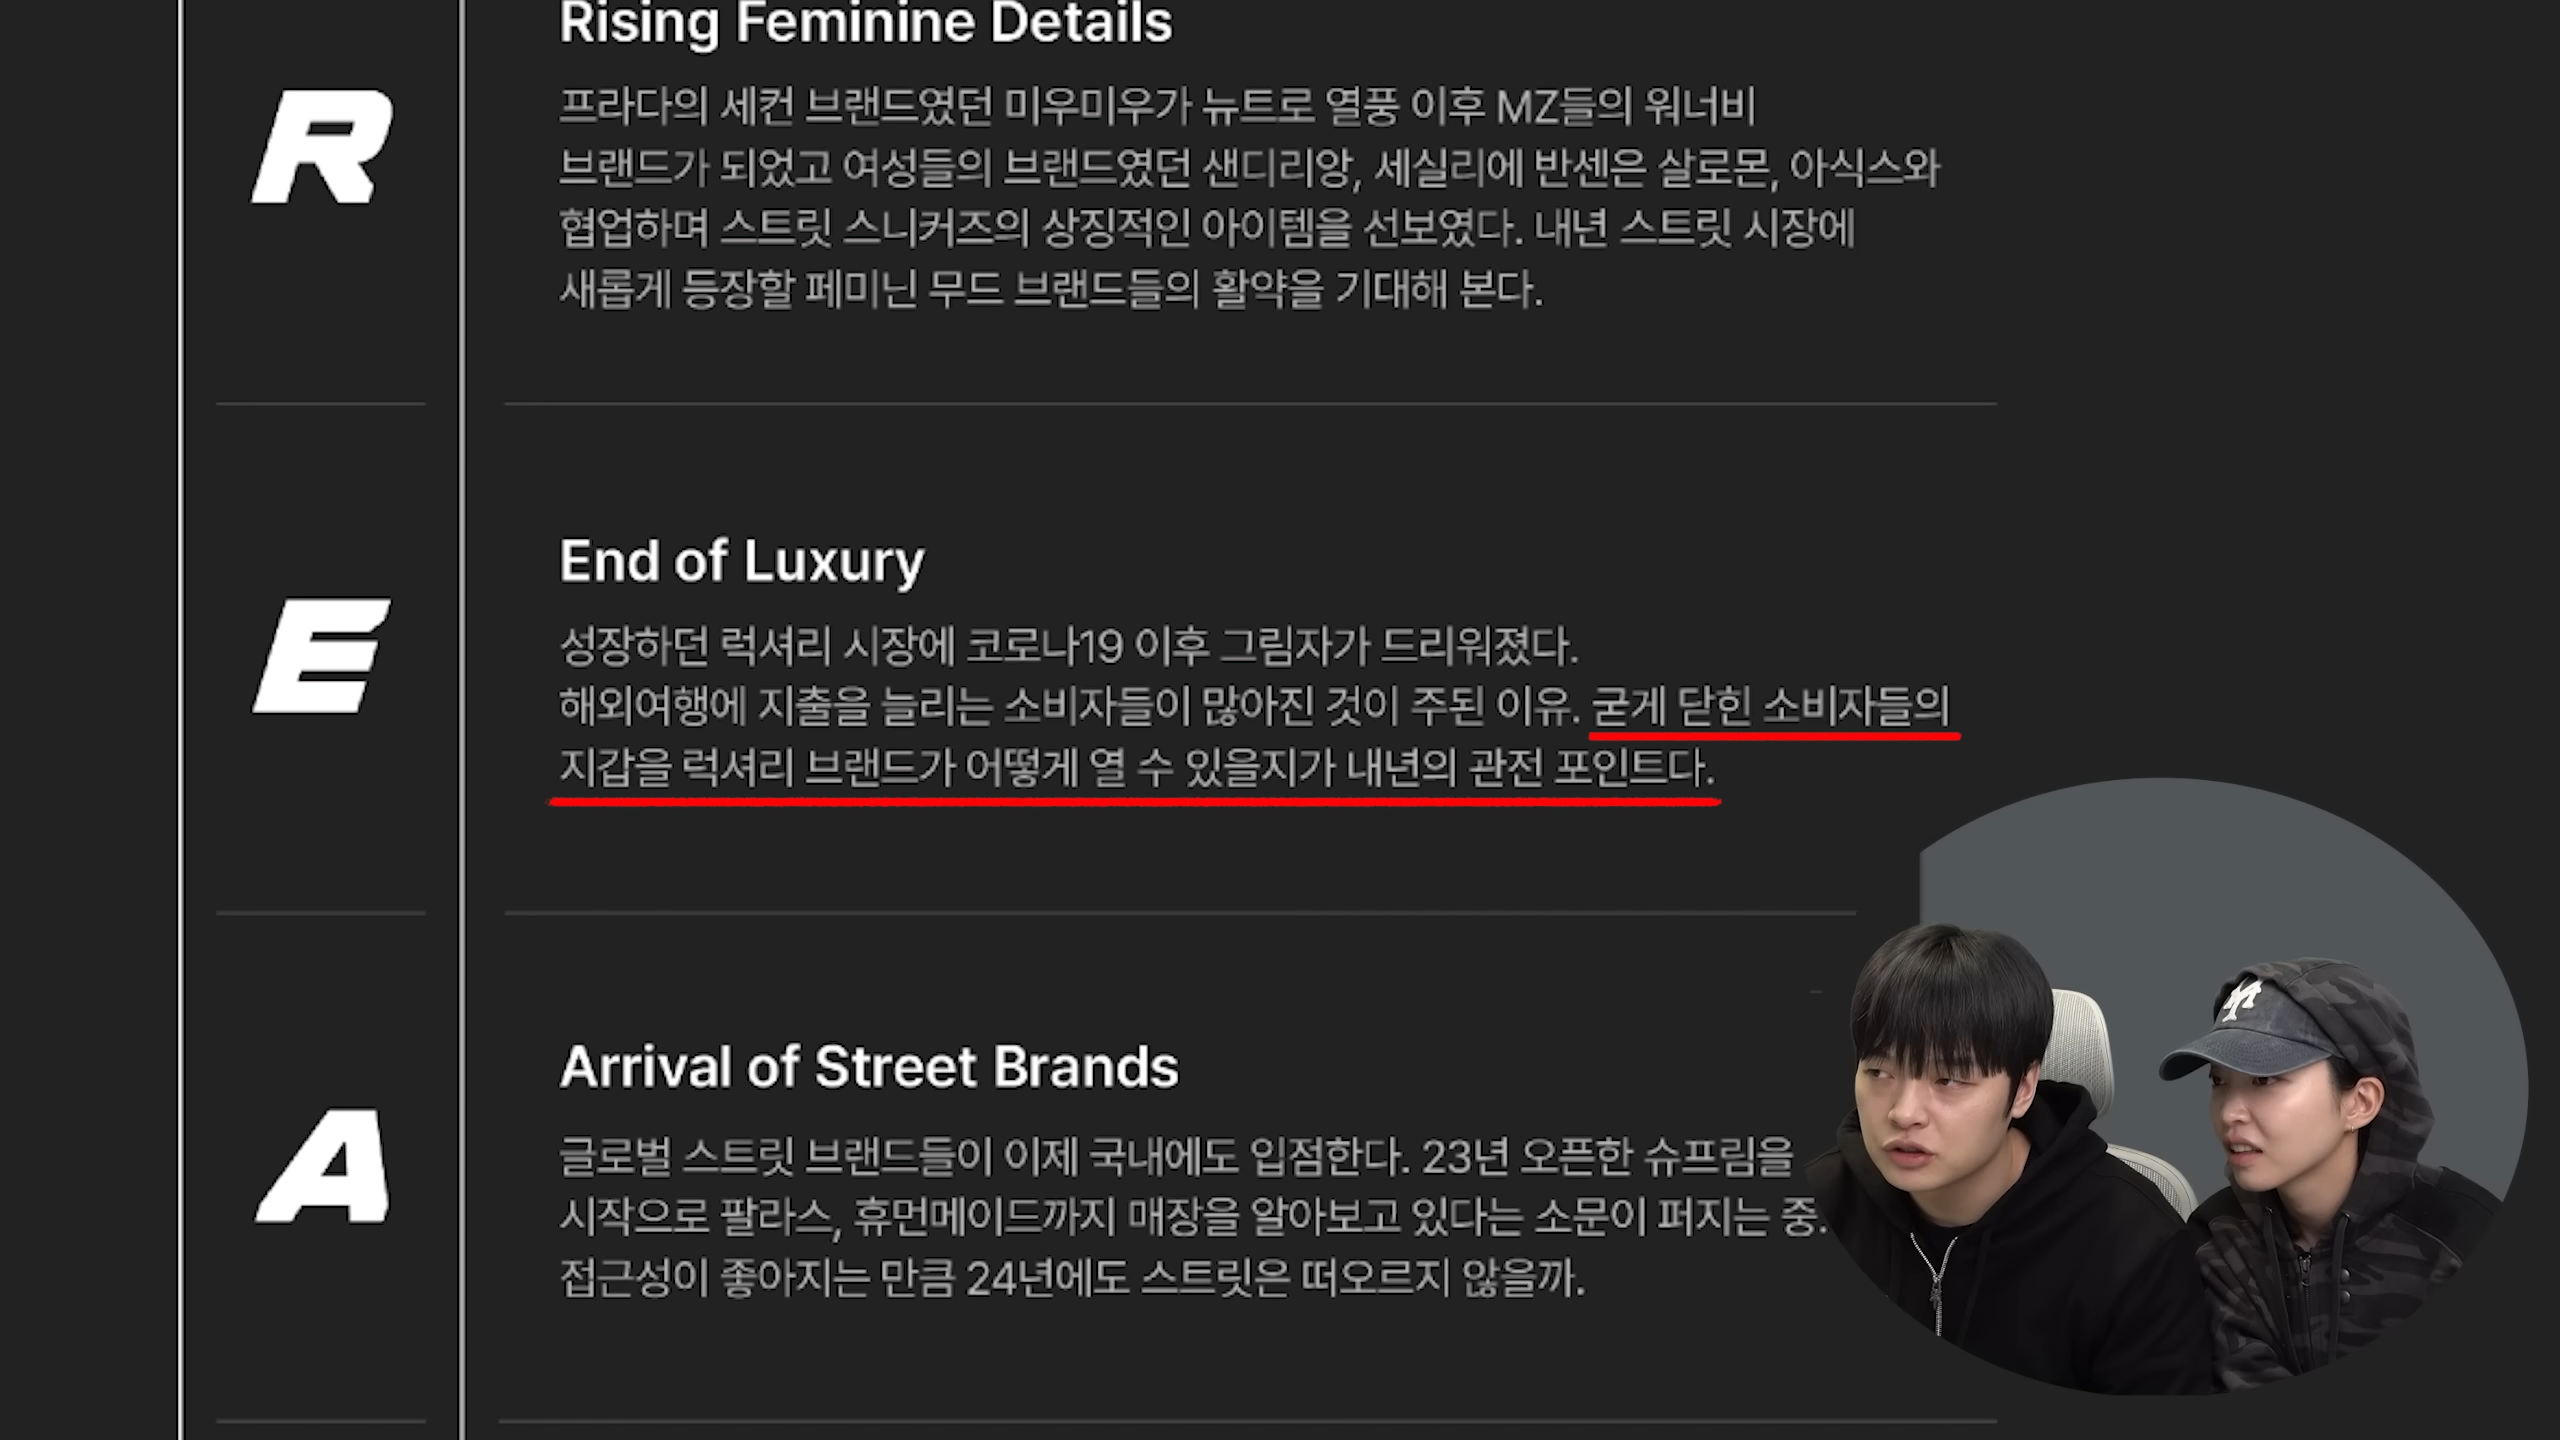 Rising Feminine Details
R
프라다의 세컨 브랜드였던 미우미우가 뉴트로 열풍 이후 MZ들의 워너비
브랜드가 되었고 여성들의 브랜드였던 샌디리앙, 세실리에 반센은 살로몬, 아식스와
협업하며 스트릿 스니커즈의 상징적인 아이템을 선보였다. 내년 스트릿 시장에
새롭게 등장할 페미닌 무드 브랜드들의 활약을 기대해 본다.
End of Luxury
E
성장하던 럭셔리 시장에 코로나19 이후 그림자가 드리워졌다.
해외여행에 지출을 늘리는 소비자들이 많아진 것이 주된 이유. 굳게 닫힌 소비자들의
지갑을 럭셔리 브랜드가 어떻게 열 수 있을지가 내년의 관전 포인트다.
Arrival of Street Brands
A
글로벌 스트릿 브랜드들이 이제 국내에도 입점한다. 23년 오픈한 슈프림을
시작으로 팔라스, 휴먼메이드까지 매장을 알아보고 있다는 소문이 퍼지는 중.
접근성이 좋아지는 만큼 24년에도 스트릿은 떠오르지 않을까.